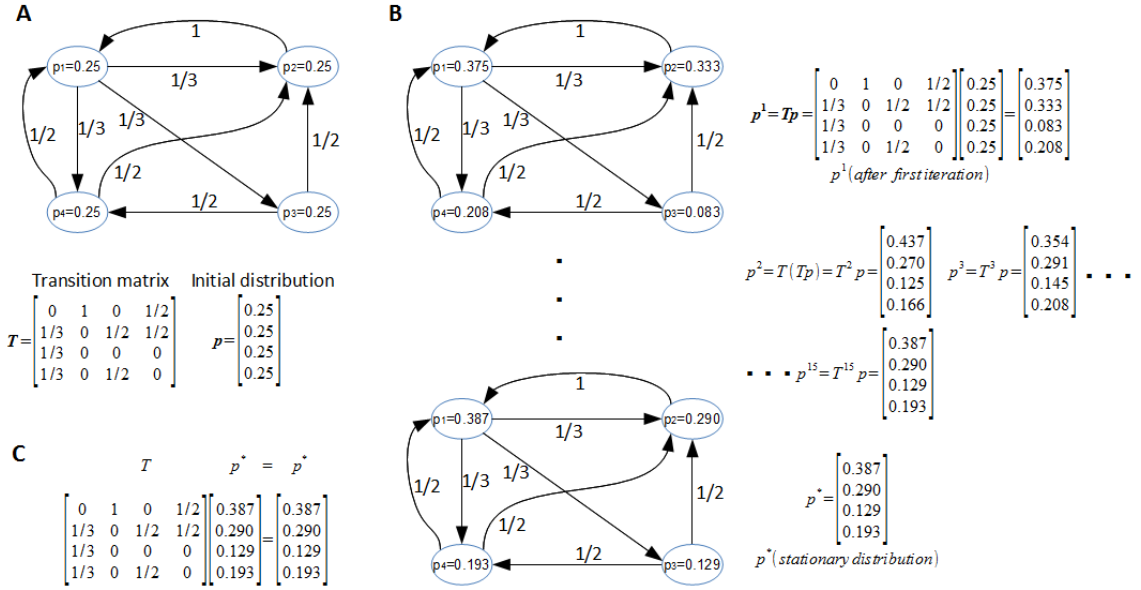 A
1
p1=0.25
p2=0.25
1/3
1/2
1/3
1/3
1/2
1/2
p4=0.25
1/2
p3=0.25
Transition matrix
T=
0 1 0 1/2
1/3 0 1/2 1/2
1/3 0 0 0
1/3 0 1/2 0
Initial distribution
p=
0.25
0.25
0.25
0.25
B
1
p1=0.375
p2=0.333
1/3
1/2
1/3
1/3
1/2
1/2
p4=0.208
1/2
p3=0.083
p¹=Tp=
0 1 0 1/2
1/3 0 1/2 1/2
1/3 0 0 0
1/3 0 1/2 0
0.25
0.25
0.25
0.25
=
0.375
0.333
0.083
0.208
p¹(after first iteration)
p²=T(Tp)=T²p=
0.437
0.270
0.125
0.166
p³=T³p=
0.354
0.291
0.145
0.208
p¹⁵=T¹⁵p=
0.387
0.290
0.129
0.193
1
p1=0.387
p2=0.290
1/3
1/2
1/3
1/3
1/2
1/2
p4=0.193
1/2
p3=0.129
p*=
0.387
0.290
0.129
0.193
p*(stationary distribution)
C
T p* = p*
0 1 0 1/2 0.387 0.387
1/3 0 1/2 1/2 0.290 = 0.290
1/3 0 0 0 0.129 0.129
1/3 0 1/2 0 0.193 0.193